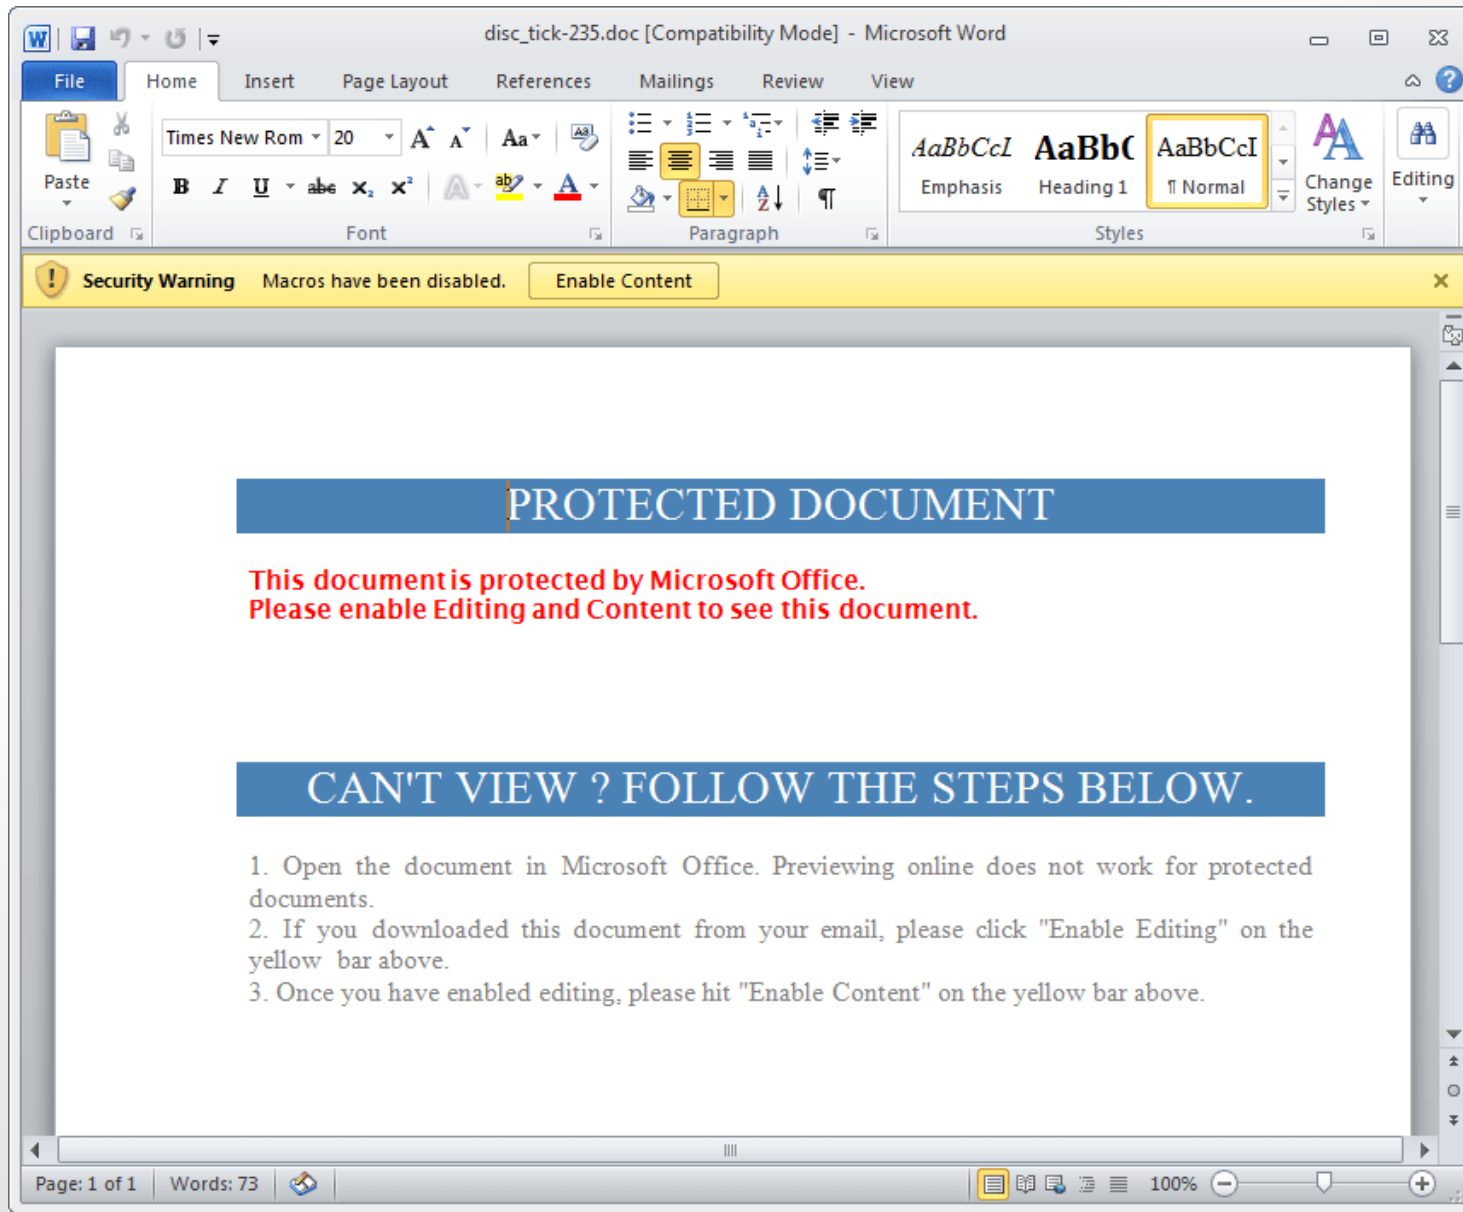 disc_tick-235.doc [Compatibility Mode] - Microsoft Word
File Home Insert Page Layout References Mailings Review View
Paste
Clipboard
Times New Rom 20
Aa
B I U abc x₂ x²
A
Font
Paragraph
AaBbCcI AaBbC AaBbCcI
Emphasis Heading 1 ¶ Normal
Change
Styles
Styles
Editing
Security Warning Macros have been disabled. Enable Content
PROTECTED DOCUMENT
This document is protected by Microsoft Office.
Please enable Editing and Content to see this document.
CAN'T VIEW ? FOLLOW THE STEPS BELOW.
1. Open the document in Microsoft Office. Previewing online does not work for protected
documents.
2. If you downloaded this document from your email, please click "Enable Editing" on the
yellow bar above.
3. Once you have enabled editing, please hit "Enable Content" on the yellow bar above.
Page: 1 of 1 Words: 73 100%